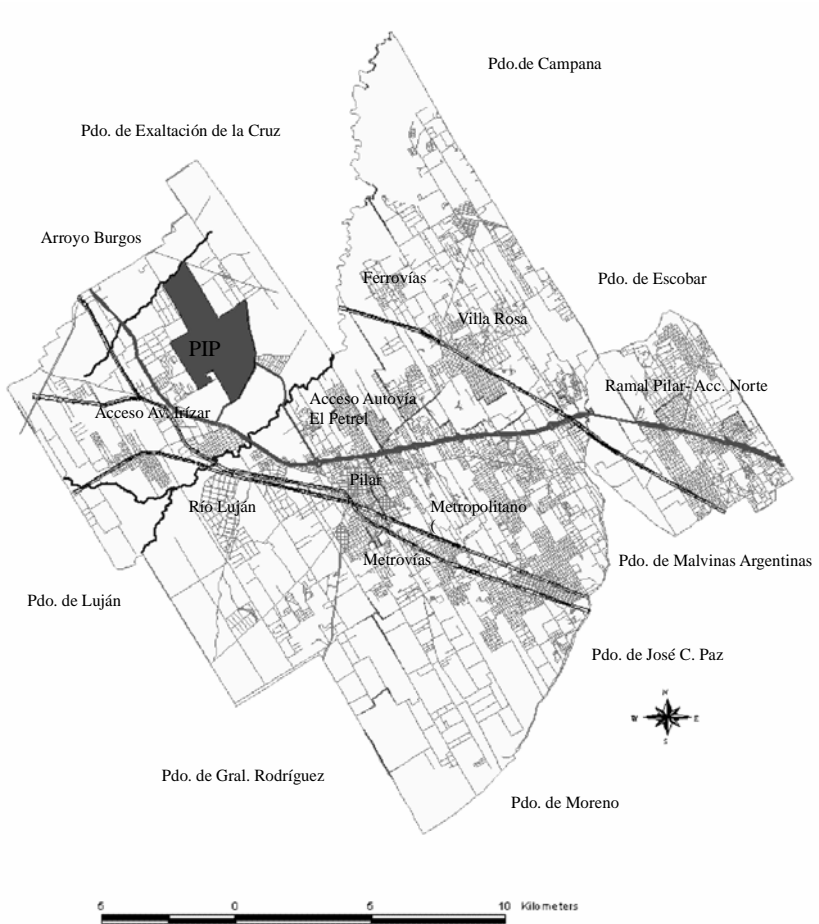 Pdo.de Campana
Pdo. de Exaltación de la Cruz
Arroyo Burgos
Ferrovías
Pdo. de Escobar
Villa Rosa
PIP
Ramal Pilar- Acc. Norte
Acceso Autovía
El Petrel
Acceso Av. Irízar
Pilar
Río Luján
Metropolitano
Metrovías
Pdo. de Malvinas Argentinas
Pdo. de Luján
Pdo. de José C. Paz
N
W E
S
Pdo. de Gral. Rodríguez
Pdo. de Moreno
5 0 5 10 Kilometers